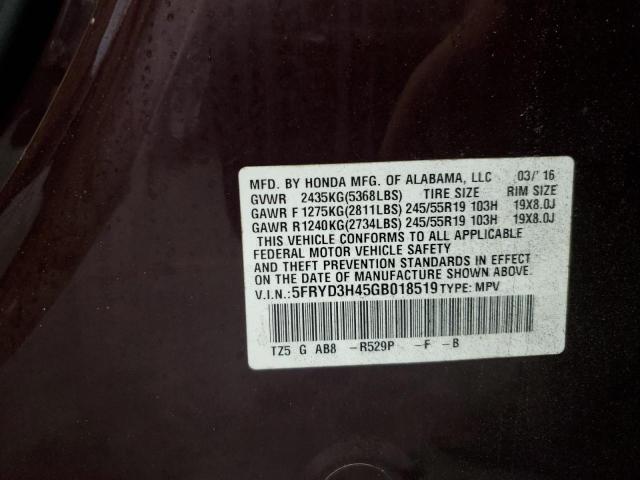 MFD. BY HONDA MFG. OF ALABAMA, LLC 03/'16
GVWR 2435KG(5368LBS) TIRE SIZE RIM SIZE
GAWR F1275KG(2811LBS) 245/55R19 103H 19X8.0J
GAWR R1240KG(2734LBS) 245/55R19 103H 19X8.0J
THIS VEHICLE CONFORMS TO ALL APPLICABLE
FEDERAL MOTOR VEHICLE SAFETY
AND THEFT PREVENTION STANDARDS IN EFFECT
ON THE DATE OF MANUFACTURE SHOWN ABOVE.
V.I.N.:5FRYD3H45GB018519 TYPE: MPV
TZ5 G AB8 -R529P -F -B